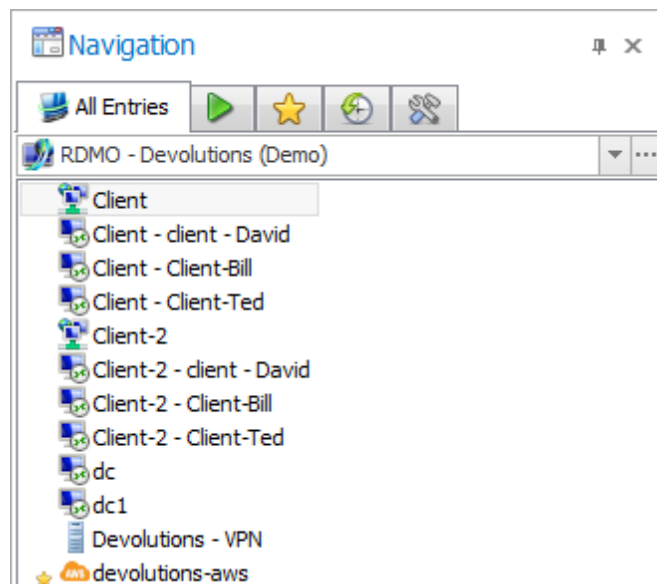 Navigation
All Entries
RDMO - Devolutions (Demo)
Client
Client - client - David
Client - Client-Bill
Client - Client-Ted
Client-2
Client-2 - client - David
Client-2 - Client-Bill
Client-2 - Client-Ted
dc
dc1
Devolutions - VPN
AWS devolutions-aws